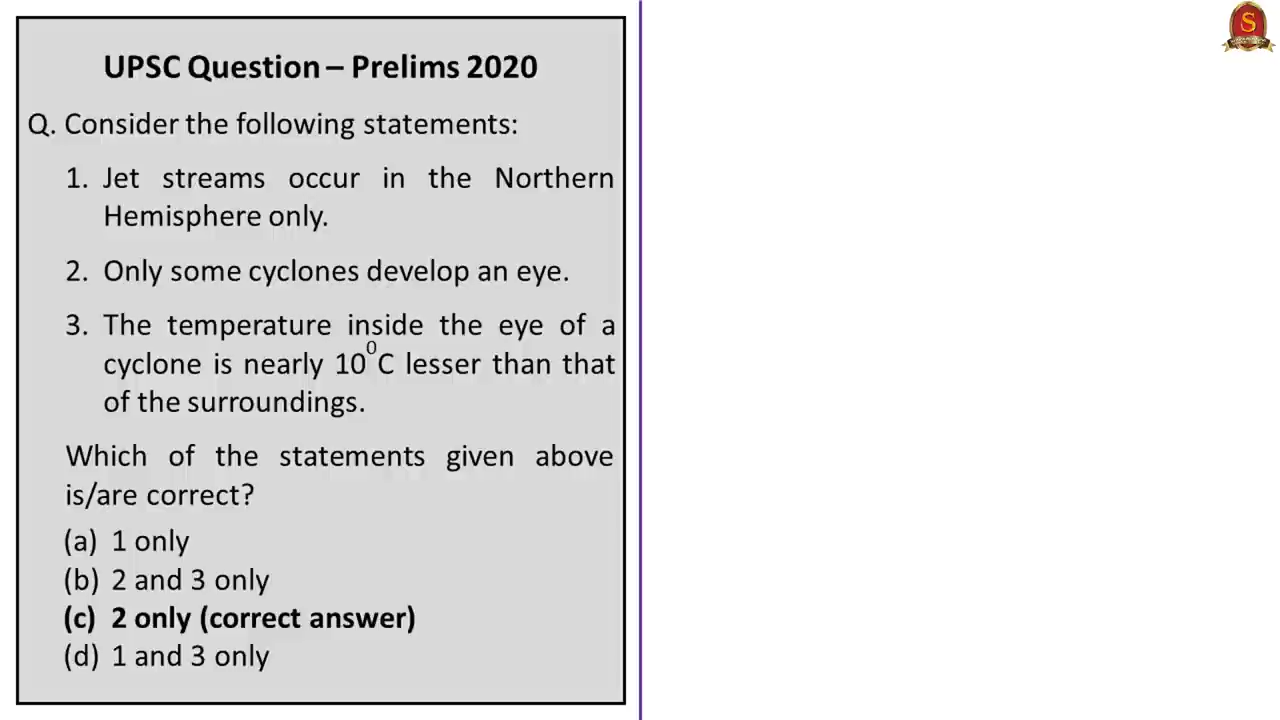 UPSC Question – Prelims 2020
Q. Consider the following statements:
1. Jet streams occur in the Northern
Hemisphere only.
2. Only some cyclones develop an eye.
3. The temperature inside the eye of a
cyclone is nearly 10⁰C lesser than that
of the surroundings.
Which of the statements given above
is/are correct?
(a) 1 only
(b) 2 and 3 only
(c) 2 only (correct answer)
(d) 1 and 3 only
S